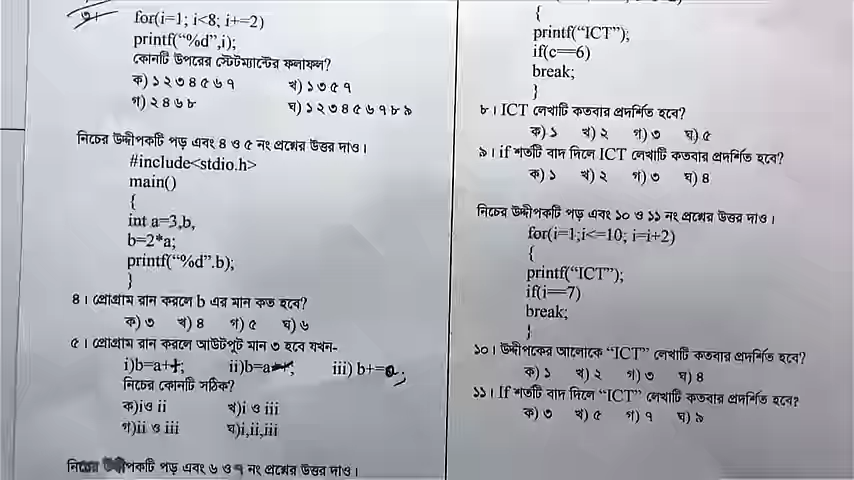 ৩।
for(i=1; i<8; i+=2)
printf(“%d”,i);
কোনটি উপরের স্টেটম্যান্টের ফলাফল?
ক) ১২৩৪৫৬৭ খ) ১৩৫৭
গ) ২৪৬৮ ঘ) ১২৩৪৫৬৭৮৯
নিচের উদ্দীপকটি পড় এবং ৪ ও ৫ নং প্রশ্নের উত্তর দাও।
#include<stdio.h>
main()
{
int a=3,b,
b=2*a;
printf(“%d”.b);
}
৪। প্রোগ্রাম রান করলে b এর মান কত হবে?
ক) ৩ খ) ৪ গ) ৫ ঘ) ৬
৫। প্রোগ্রাম রান করলে আউটপুট মান ৩ হবে যখন-
i)b=a++; ii)b=a iii) b+=a;
নিচের কোনটি সঠিক?
ক)iও ii খ)i ও iii
গ)ii ও iii ঘ)i,ii,iii
নিচের উদ্দীপকটি পড় এবং ৬ ও ৭ নং প্রশ্নের উত্তর দাও।
{
printf(“ICT”);
if(c==6)
break;
}
৮। ICT লেখাটি কতবার প্রদর্শিত হবে?
ক) ১ খ) ২ গ) ৩ ঘ) ৫
৯। if শর্তটি বাদ দিলে ICT লেখাটি কতবার প্রদর্শিত হবে?
ক) ১ খ) ২ গ) ৩ ঘ) ৪
নিচের উদ্দীপকটি পড় এবং ১০ ও ১১ নং প্রশ্নের উত্তর দাও।
for(i=1;i<=10; i=i+2)
{
printf(“ICT”);
if(i==7)
break;
}
১০। উদ্দীপকের আলোকে “ICT” লেখাটি কতবার প্রদর্শিত হবে?
ক) ১ খ) ২ গ) ৩ ঘ) ৪
১১। If শর্তটি বাদ দিলে “ICT” লেখাটি কতবার প্রদর্শিত হবে?
ক) ৩ খ) ৫ গ) ৭ ঘ) ৯